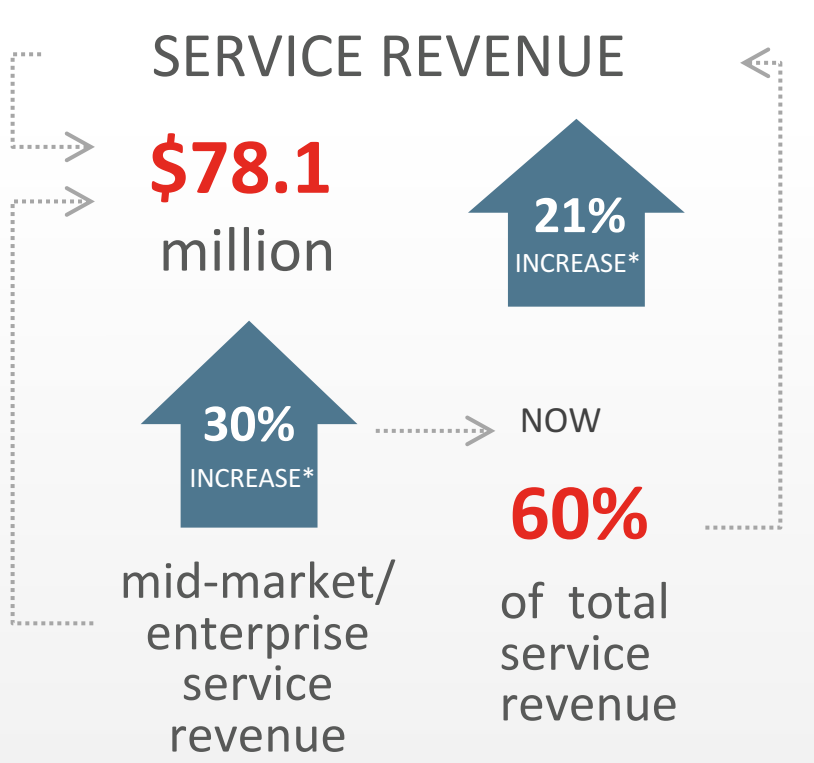 SERVICE REVENUE
$78.1
million
21%
INCREASE*
30%
INCREASE*
mid-market/
enterprise
service
revenue
NOW
60%
of total
service
revenue